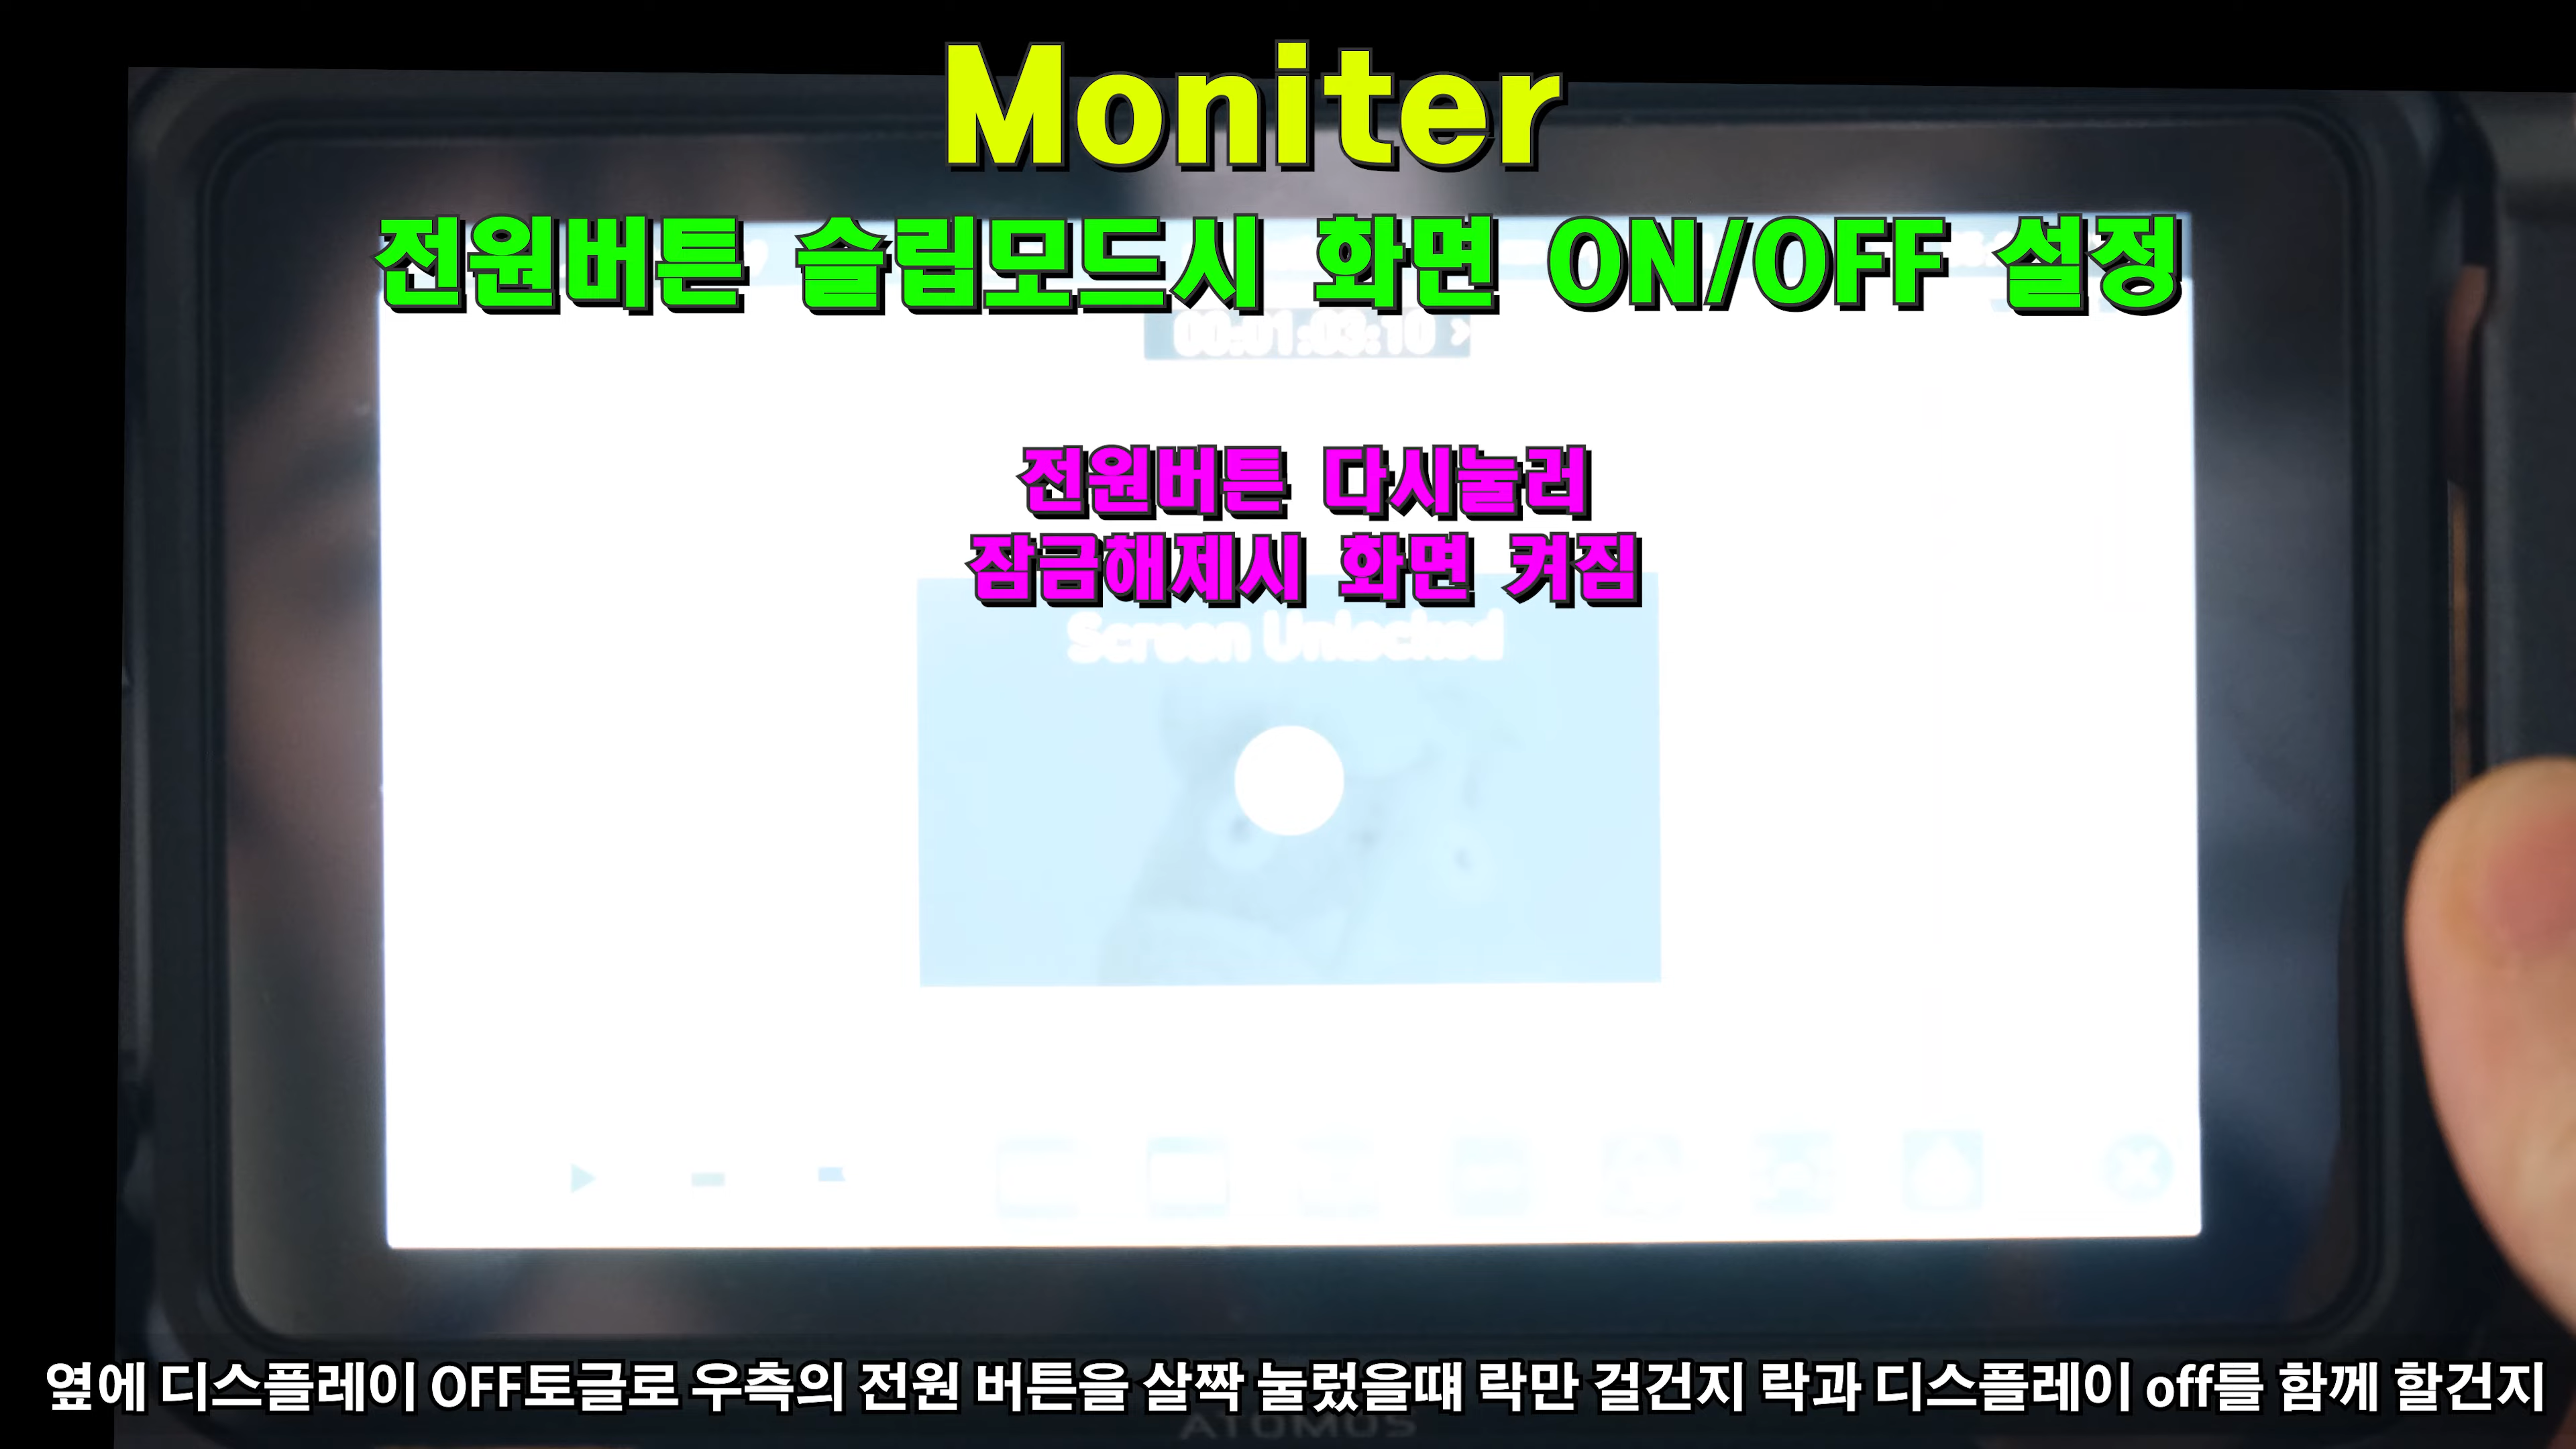 Moniter
전원버튼 슬립모드시 화면 ON/OFF 설정
00:01:03:10 >
전원버튼 다시눌러
잠금해제시 화면 켜짐
Screen Unlocked
옆에 디스플레이 OFF토글로 우측의 전원 버튼을 살짝 눌렀을떄 락만 걸건지 락과 디스플레이 off를 함께 할건지
ATOMOS